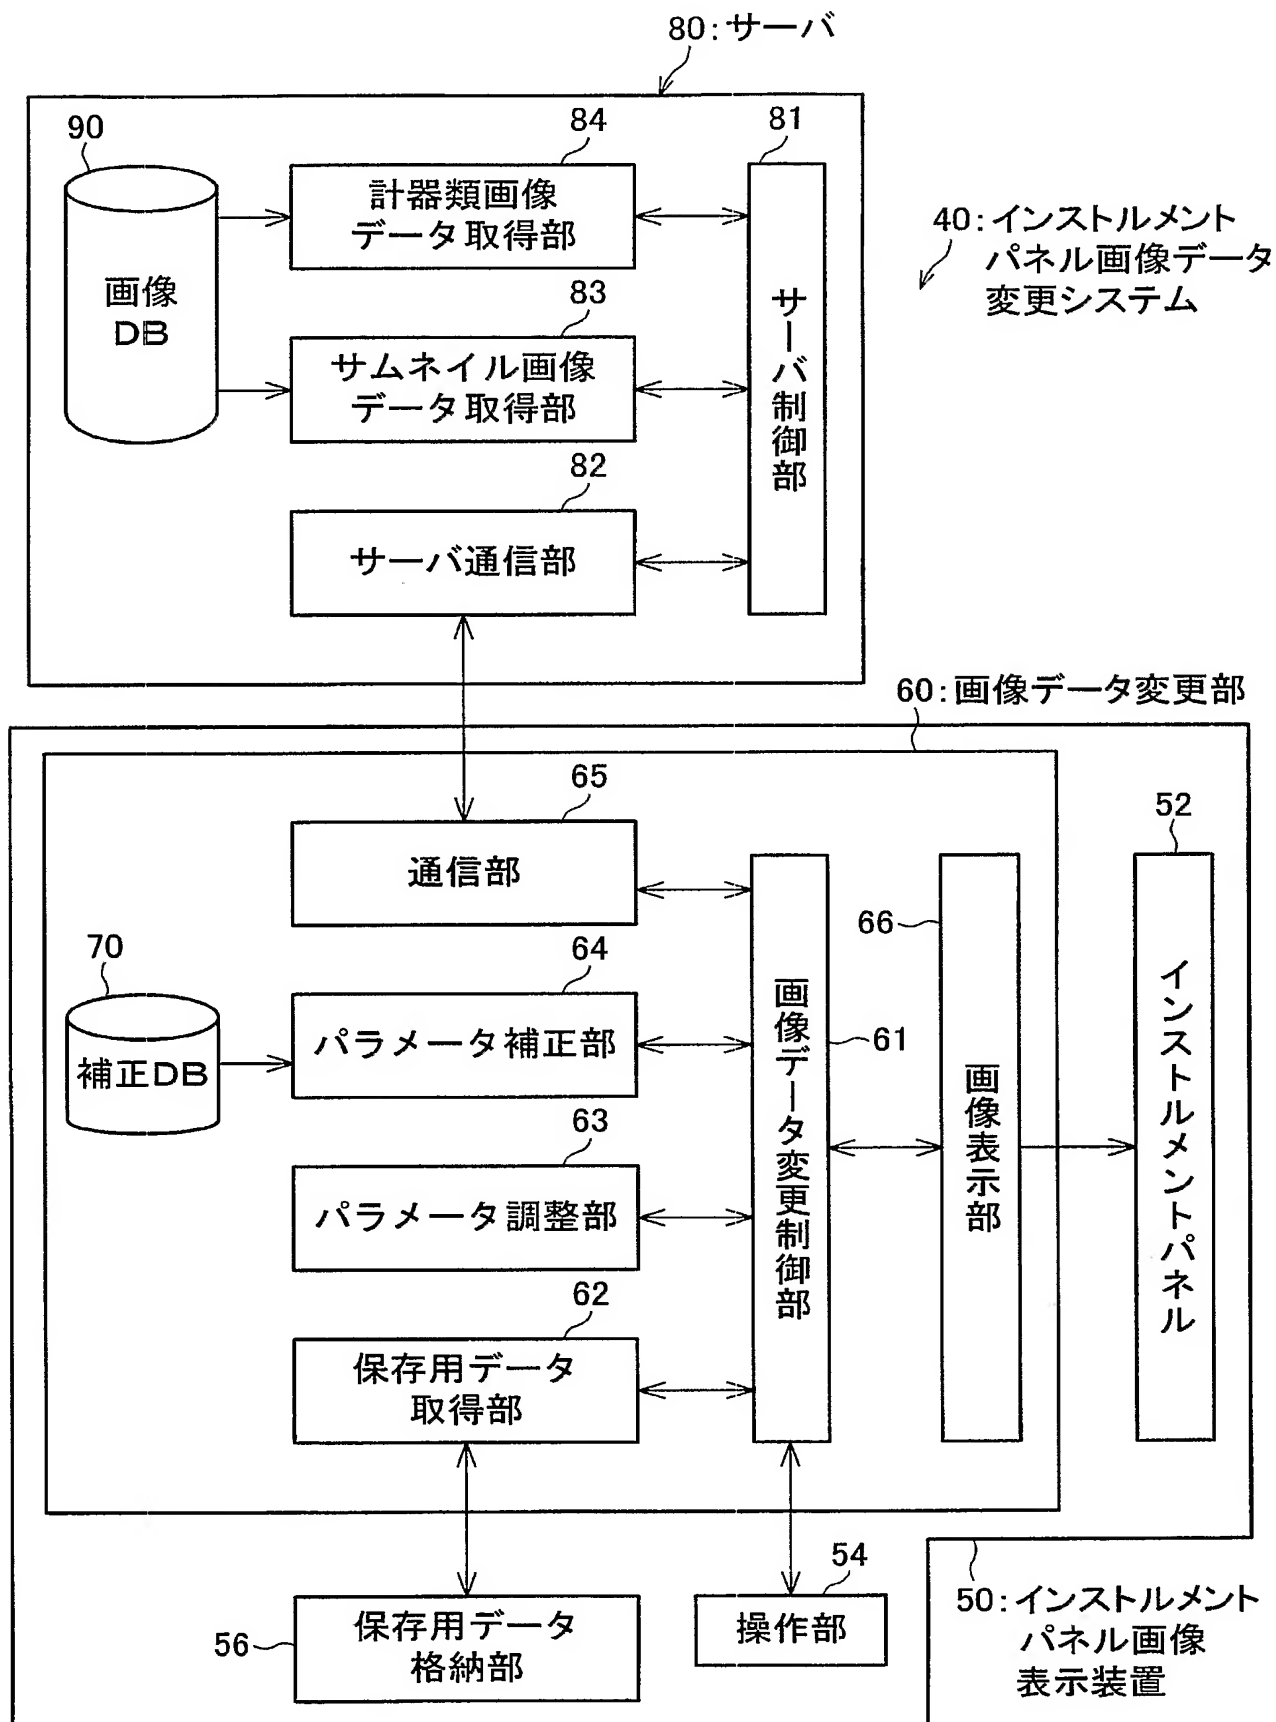 80:サーバ
90
84
81
計器類画像
データ取得部
40:インストルメント
パネル画像データ
変更システム
画像
DB
83
サムネイル画像
データ取得部
サーバ制御部
82
サーバ通信部
60:画像データ変更部
65
52
通信部
66
70
64
補正DB
パラメータ補正部
画像データ変更制御部
61
画像表示部
インストルメントパネル
63
パラメータ調整部
62
保存用データ
取得部
54
56
保存用データ
格納部
操作部
50:インストルメント
パネル画像
表示装置